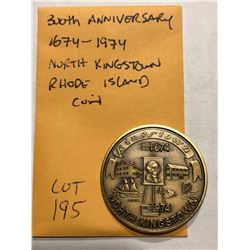 300th ANNIVERSARY
1674-1974
NORTH KINGSTOWN
RHODE ISLAND
COIN
LOT
195
1674
1974
NORTH KINGSTOWN